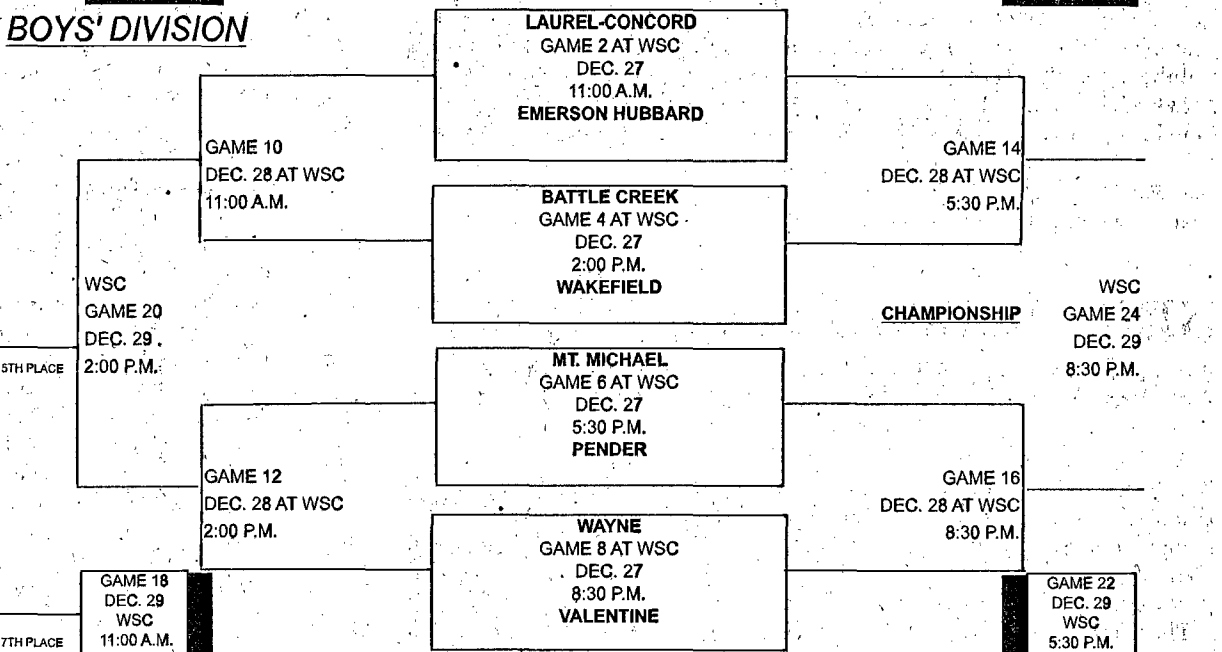 BOYS' DIVISION
LAUREL-CONCORD
GAME 2 AT WSC
DEC. 27
11:00 A.M.
EMERSON HUBBARD
GAME 10
DEC. 28 AT WSC
11:00 A.M.
GAME 14
DEC. 28 AT WSC
5:30 P.M.
BATTLE CREEK
GAME 4 AT WSC
DEC. 27
2:00 P.M.
WAKEFIELD
WSC
GAME 20
DEC. 29
2:00 P.M.
5TH PLACE
CHAMPIONSHIP
WSC
GAME 24
DEC. 29
8:30 P.M.
MT. MICHAEL
GAME 6 AT WSC
DEC. 27
5:30 P.M.
PENDER
GAME 12
DEC. 28 AT WSC
2:00 P.M.
GAME 16
DEC. 28 AT WSC
8:30 P.M.
WAYNE
GAME 8 AT WSC
DEC. 27
8:30 P.M.
VALENTINE
GAME 18
DEC. 29
WSC
11:00 A.M.
7TH PLACE
GAME 22
DEC. 29
WSC
5:30 P.M.